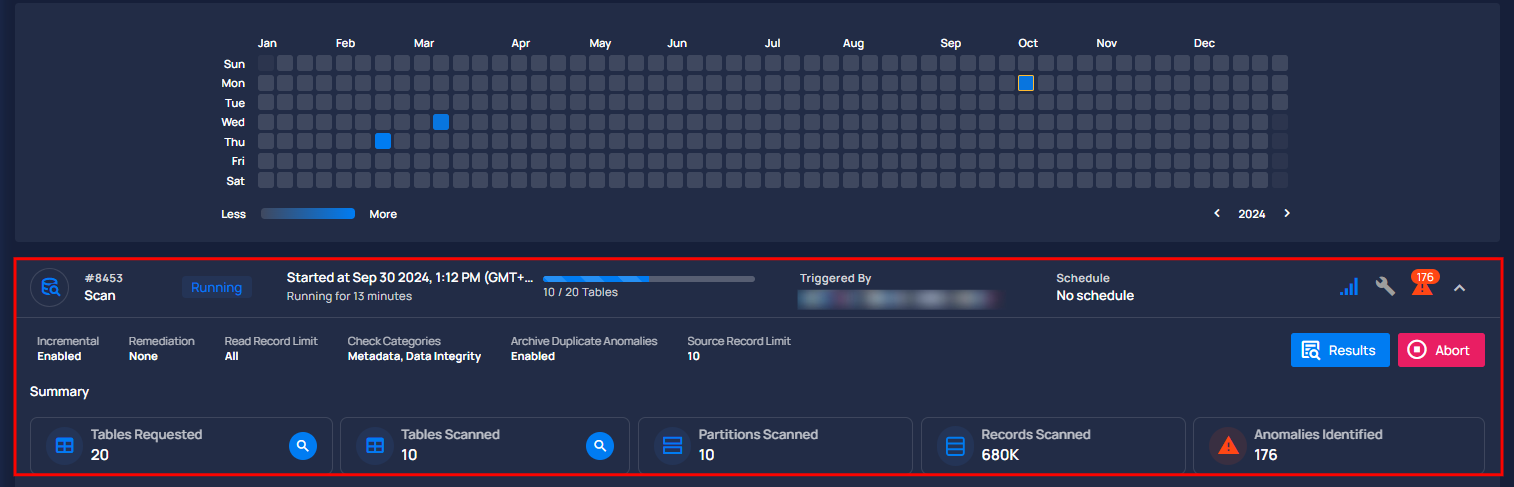 Jan Feb Mar Apr May Jun Jul Aug Sep Oct Nov Dec
Sun
Mon
Tue
Wed
Thu
Fri
Sat
Less More 2024
#8453
Scan
Running
Started at Sep 30 2024, 1:12 PM (GMT+...
Running for 13 minutes
10 / 20 Tables
Triggered By
Schedule
No schedule
176
Incremental
Enabled
Remediation
None
Read Record Limit
All
Check Categories
Metadata, Data Integrity
Archive Duplicate Anomalies
Enabled
Source Record Limit
10
Results
Abort
Summary
Tables Requested
20
Tables Scanned
10
Partitions Scanned
10
Records Scanned
680K
Anomalies Identified
176